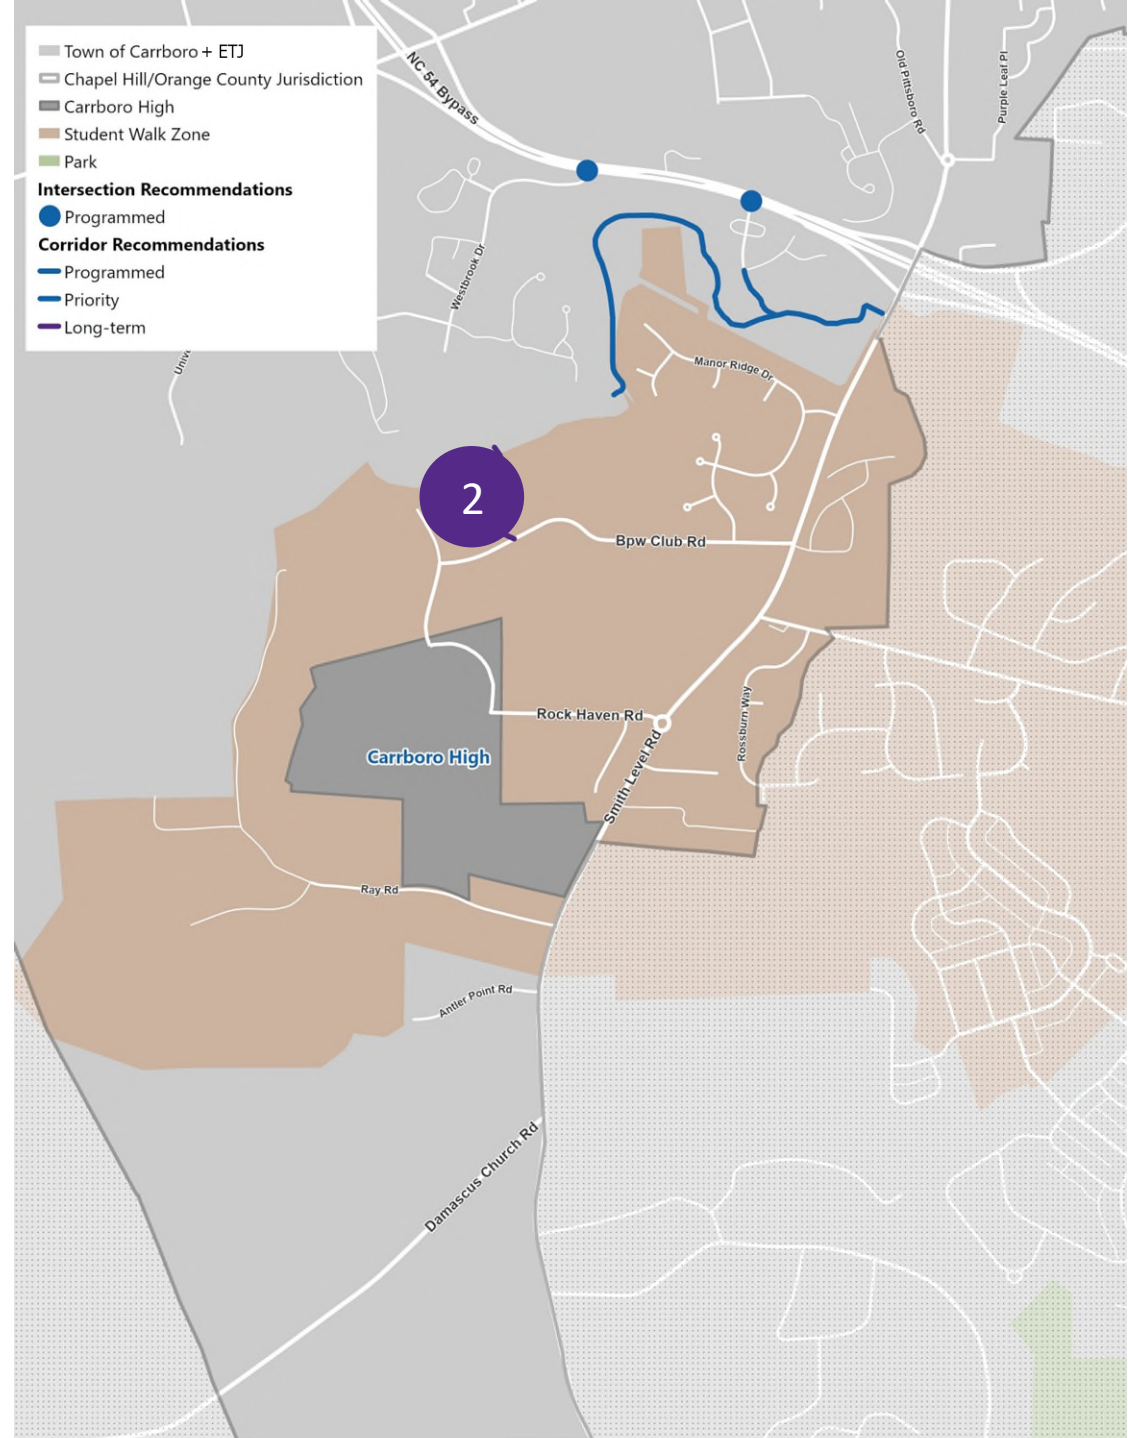 Town of Carrboro + ETJ
Chapel Hill/Orange County Jurisdiction
Carrboro High
Student Walk Zone
Park
Intersection Recommendations
Programmed
Corridor Recommendations
Programmed
Priority
Long-term
NC 54 Bypass
Old Pittsboro Rd
Purple Leaf Pl
Westbrook Dr
Univ
Manor Ridge Dr
2
Bpw Club Rd
Rossburn Way
Rock Haven Rd
Carrboro High
Smith Level Rd
Ray Rd
Antler Point Rd
Damascus Church Rd